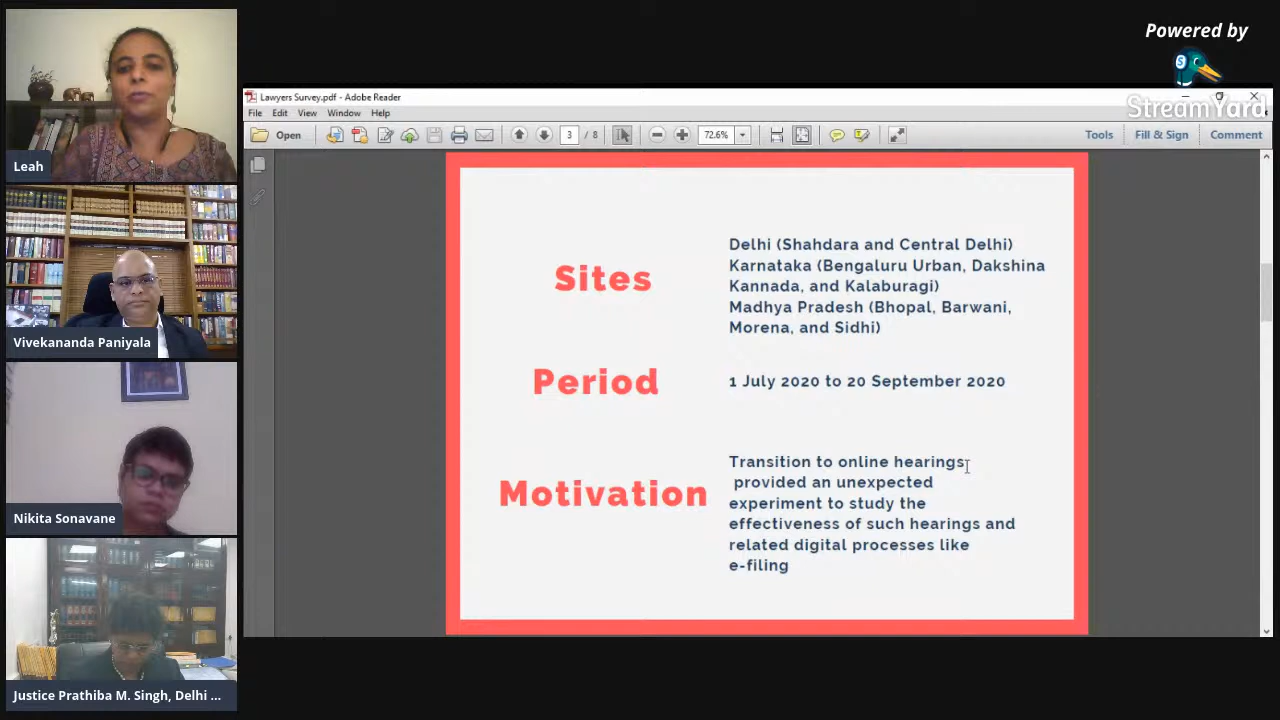 Powered by
StreamYard
Leah
Vivekananda Paniyala
Nikita Sonavane
Justice Prathiba M. Singh, Delhi ...
Lawyers Survey.pdf - Adobe Reader
File Edit View Window Help
Open
3 / 8
72.6%
Tools Fill & Sign Comment
Sites
Delhi (Shahdara and Central Delhi)
Karnataka (Bengaluru Urban, Dakshina
Kannada, and Kalaburagi)
Madhya Pradesh (Bhopal, Barwani,
Morena, and Sidhi)
Period
1 July 2020 to 20 September 2020
Motivation
Transition to online hearings
provided an unexpected
experiment to study the
effectiveness of such hearings and
related digital processes like
e-filing